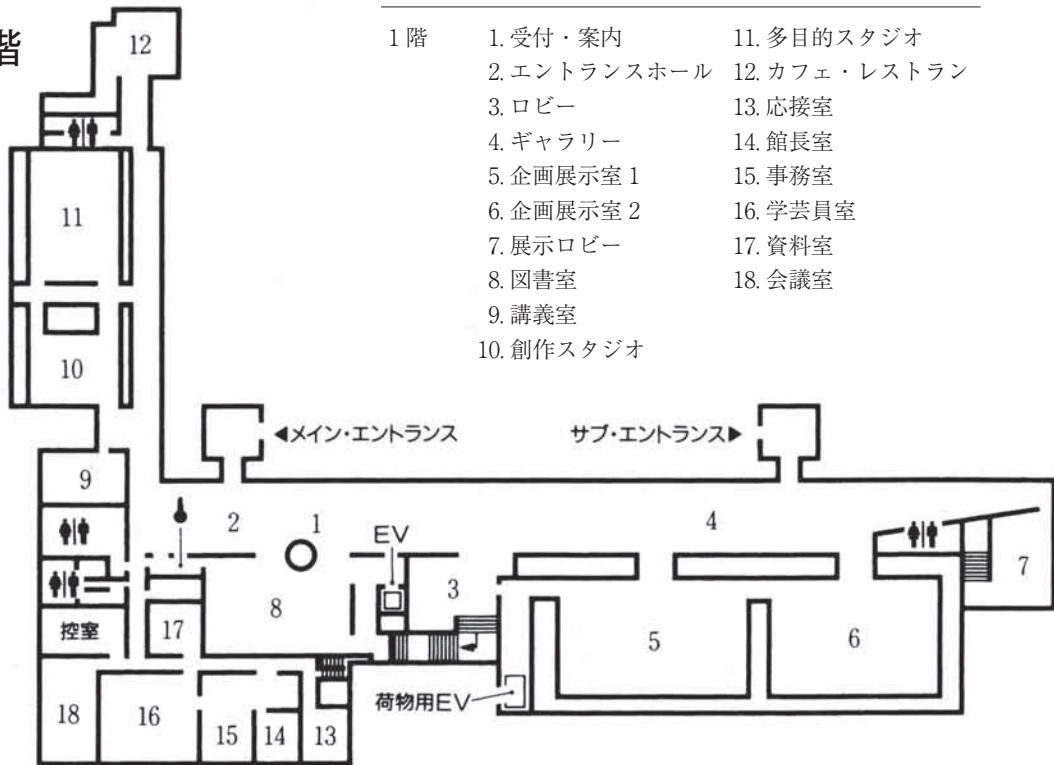 階
1階
1. 受付・案内
2. エントランスホール
3. ロビー
4. ギャラリー
5. 企画展示室 1
6. 企画展示室 2
7. 展示ロビー
8. 図書室
9. 講義室
10. 創作スタジオ
11. 多目的スタジオ
12. カフェ・レストラン
13. 応接室
14. 館長室
15. 事務室
16. 学芸員室
17. 資料室
18. 会議室
12
11
10
◀メイン・エントランス
サブ・エントランス▶
9
2
1
4
EV
3
7
8
5
6
控室
17
荷物用EV
18
16
15
14
13